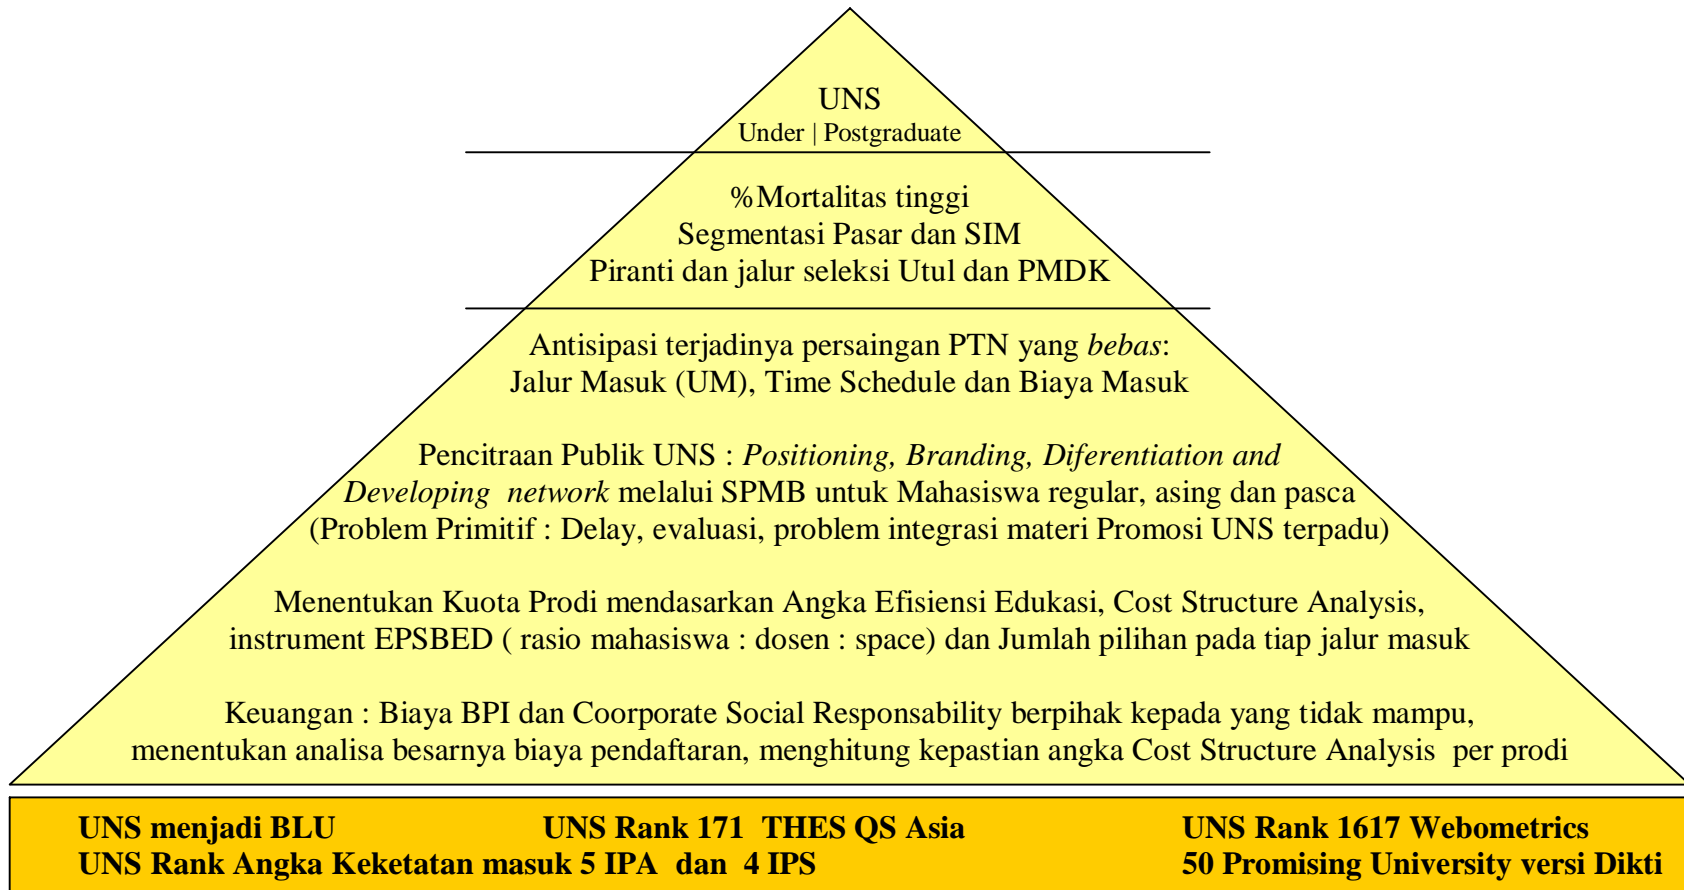 UNS
Under | Postgraduate
%Mortalitas tinggi
Segmentasi Pasar dan SIM
Piranti dan jalur seleksi Utul dan PMDK
Antisipasi terjadinya persaingan PTN yang bebas:
Jalur Masuk (UM), Time Schedule dan Biaya Masuk
Pencitraan Publik UNS : Positioning, Branding, Diferentiation and
Developing network melalui SPMB untuk Mahasiswa regular, asing dan pasca
(Problem Primitif : Delay, evaluasi, problem integrasi materi Promosi UNS terpadu)
Menentukan Kuota Prodi mendasarkan Angka Efisiensi Edukasi, Cost Structure Analysis,
instrument EPSBED ( rasio mahasiswa : dosen : space) dan Jumlah pilihan pada tiap jalur masuk
Keuangan : Biaya BPI dan Coorporate Social Responsability berpihak kepada yang tidak mampu,
menentukan analisa besarnya biaya pendaftaran, menghitung kepastian angka Cost Structure Analysis per prodi
UNS menjadi BLU UNS Rank 171 THES QS Asia UNS Rank 1617 Webometrics
UNS Rank Angka Keketatan masuk 5 IPA dan 4 IPS 50 Promising University versi Dikti